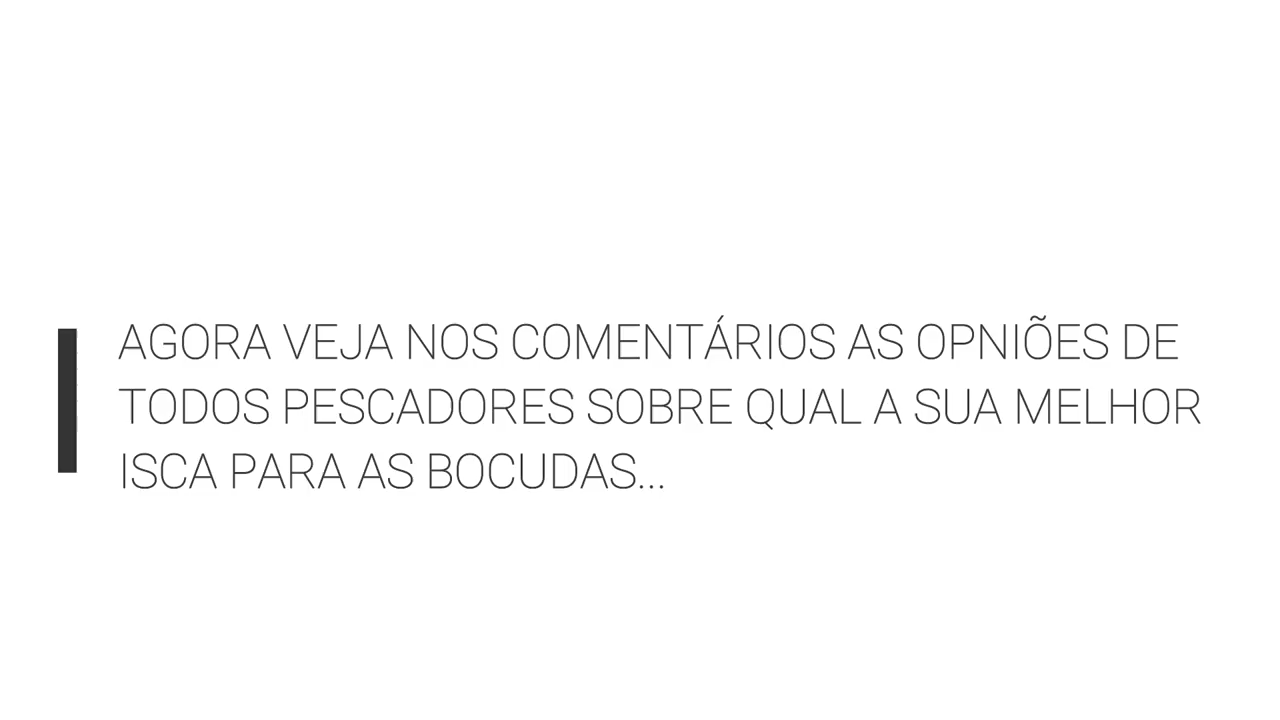 AGORA VEJA NOS COMENTÁRIOS AS OPNIÕES DE
TODOS PESCADORES SOBRE QUAL A SUA MELHOR
ISCA PARA AS BOCUDAS...